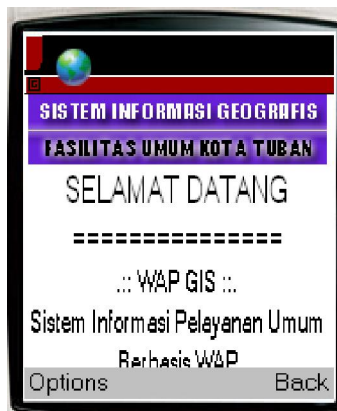 SISTEM INFORMASI GEOGRAFIS
FASILITAS UMUM KOTA TUBAN
SELAMAT DATANG
===============
.:: WAP GIS ::.
Sistem Informasi Pelayanan Umum
Berbasis WAP
Options Back